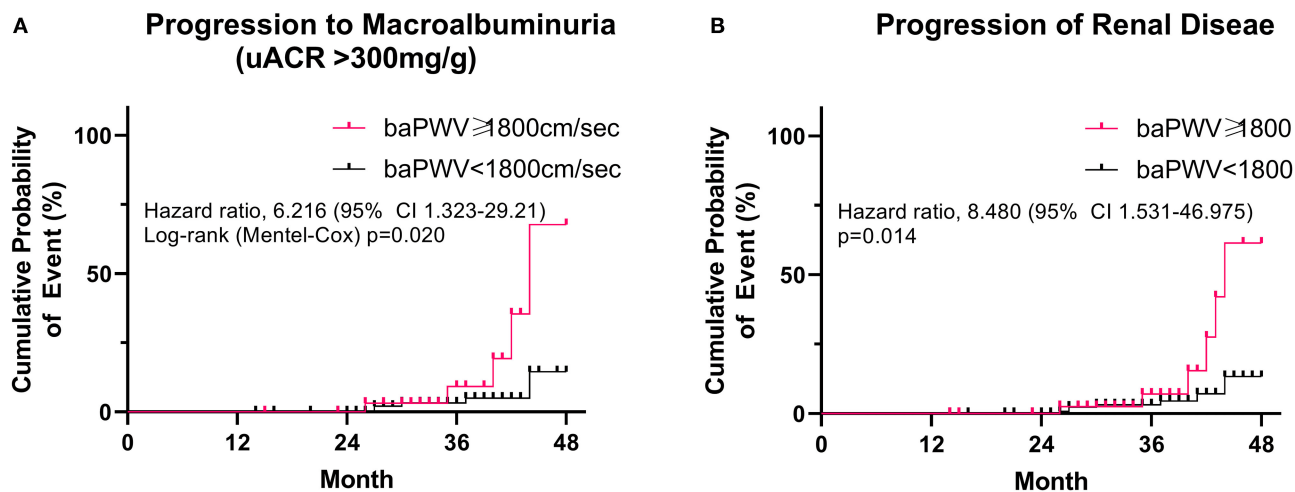 A
Progression to Macroalbuminuria
(uACR >300mg/g)
Cumulative Probability
of Event (%)
100
50
0
baPWV⩾1800cm/sec
baPWV<1800cm/sec
Hazard ratio, 6.216 (95% CI 1.323-29.21)
Log-rank (Mentel-Cox) p=0.020
0 12 24 36 48
Month
B
Progression of Renal Diseae
Cumulative Probability
of Event (%)
100
50
0
baPWV⩾1800
baPWV<1800
Hazard ratio, 8.480 (95% CI 1.531-46.975)
p=0.014
0 12 24 36 48
Month